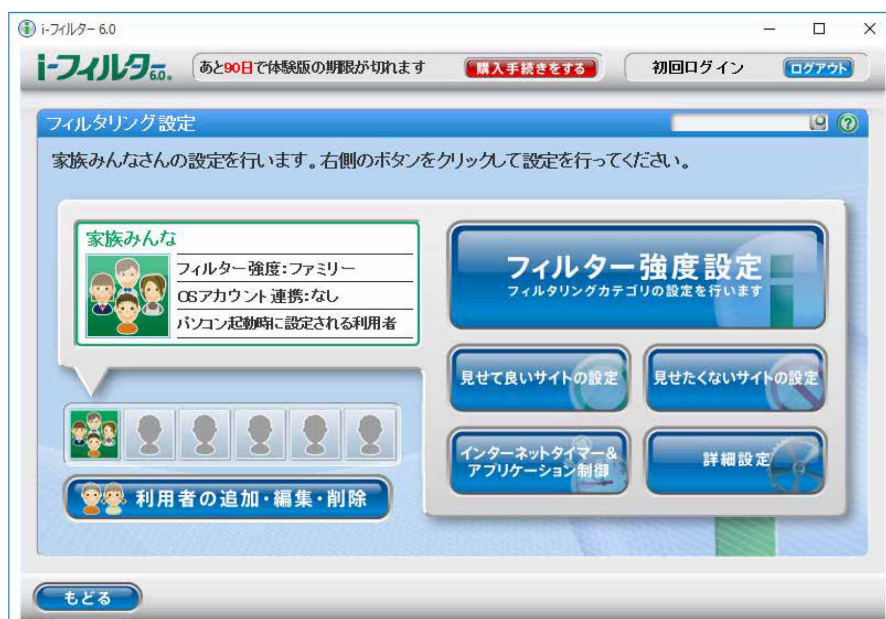 i-フィルター 6.0
i-フィルター6.0.
あと90日で体験版の期限が切れます
購入手続きをする
初回ログイン
ログアウト
フィルタリング設定
家族みんなさんの設定を行います。右側のボタンをクリックして設定を行ってください。
家族みんな
フィルター強度:ファミリー
OSアカウント連携:なし
パソコン起動時に設定される利用者
フィルター強度設定
フィルタリングカテゴリの設定を行います
見せて良いサイトの設定
見せたくないサイトの設定
インターネットタイマー&
アプリケーション制御
詳細設定
利用者の追加・編集・削除
もどる